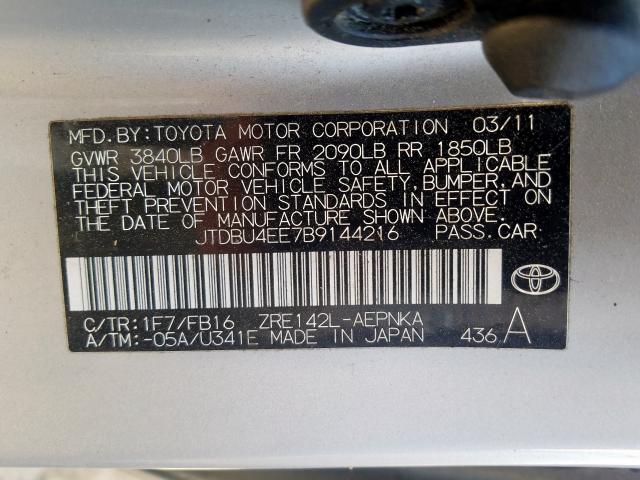 MFD.BY:TOYOTA MOTOR CORPORATION 03/11
GVWR 3840LB GAWR FR 2090LB RR 1850LB
THIS VEHICLE CONFORMS TO ALL APPLICABLE
FEDERAL MOTOR VEHICLE SAFETY,BUMPER,AND
THEFT PREVENTION STANDARDS IN EFFECT ON
THE DATE OF MANUFACTURE SHOWN ABOVE.
JTDBU4EE7B9144216 PASS.CAR
C/TR:1F7/FB16 ZRE142L-AEPNKA
A/TM:-05A/U341E MADE IN JAPAN 436 A